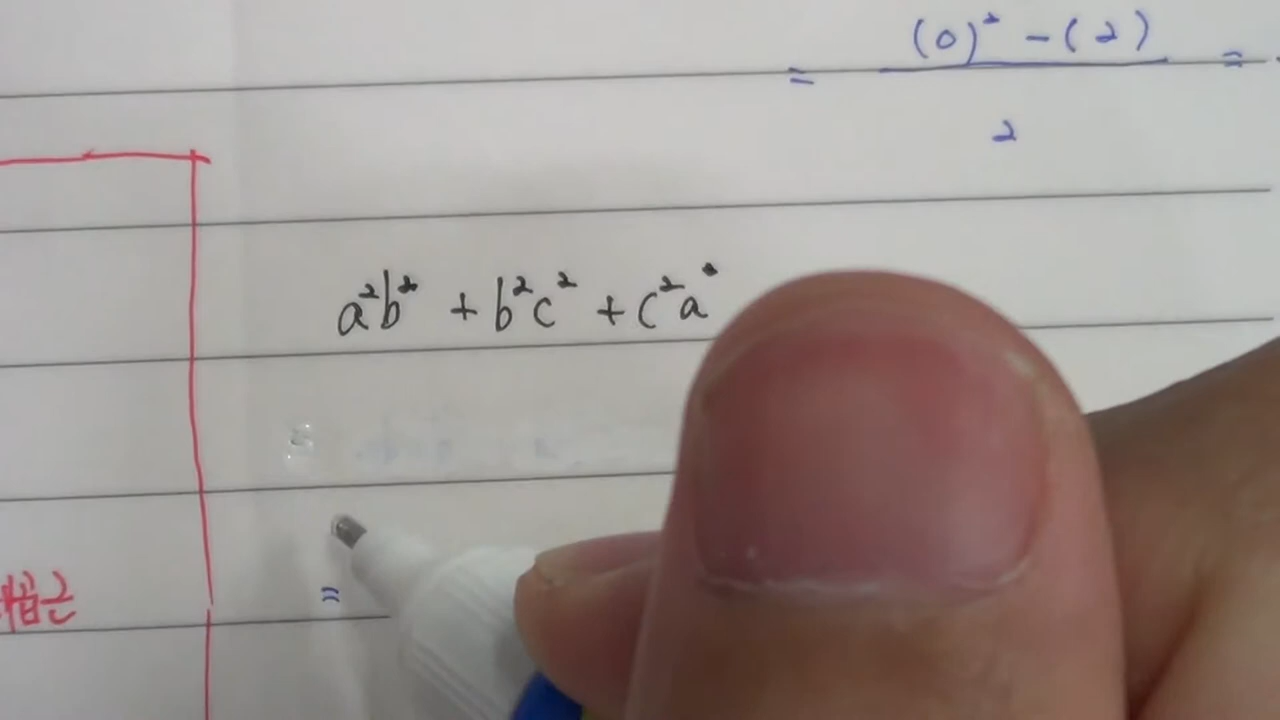 = (0)² - (2) / 2 =
a²b² + b²c² + c²a²
=